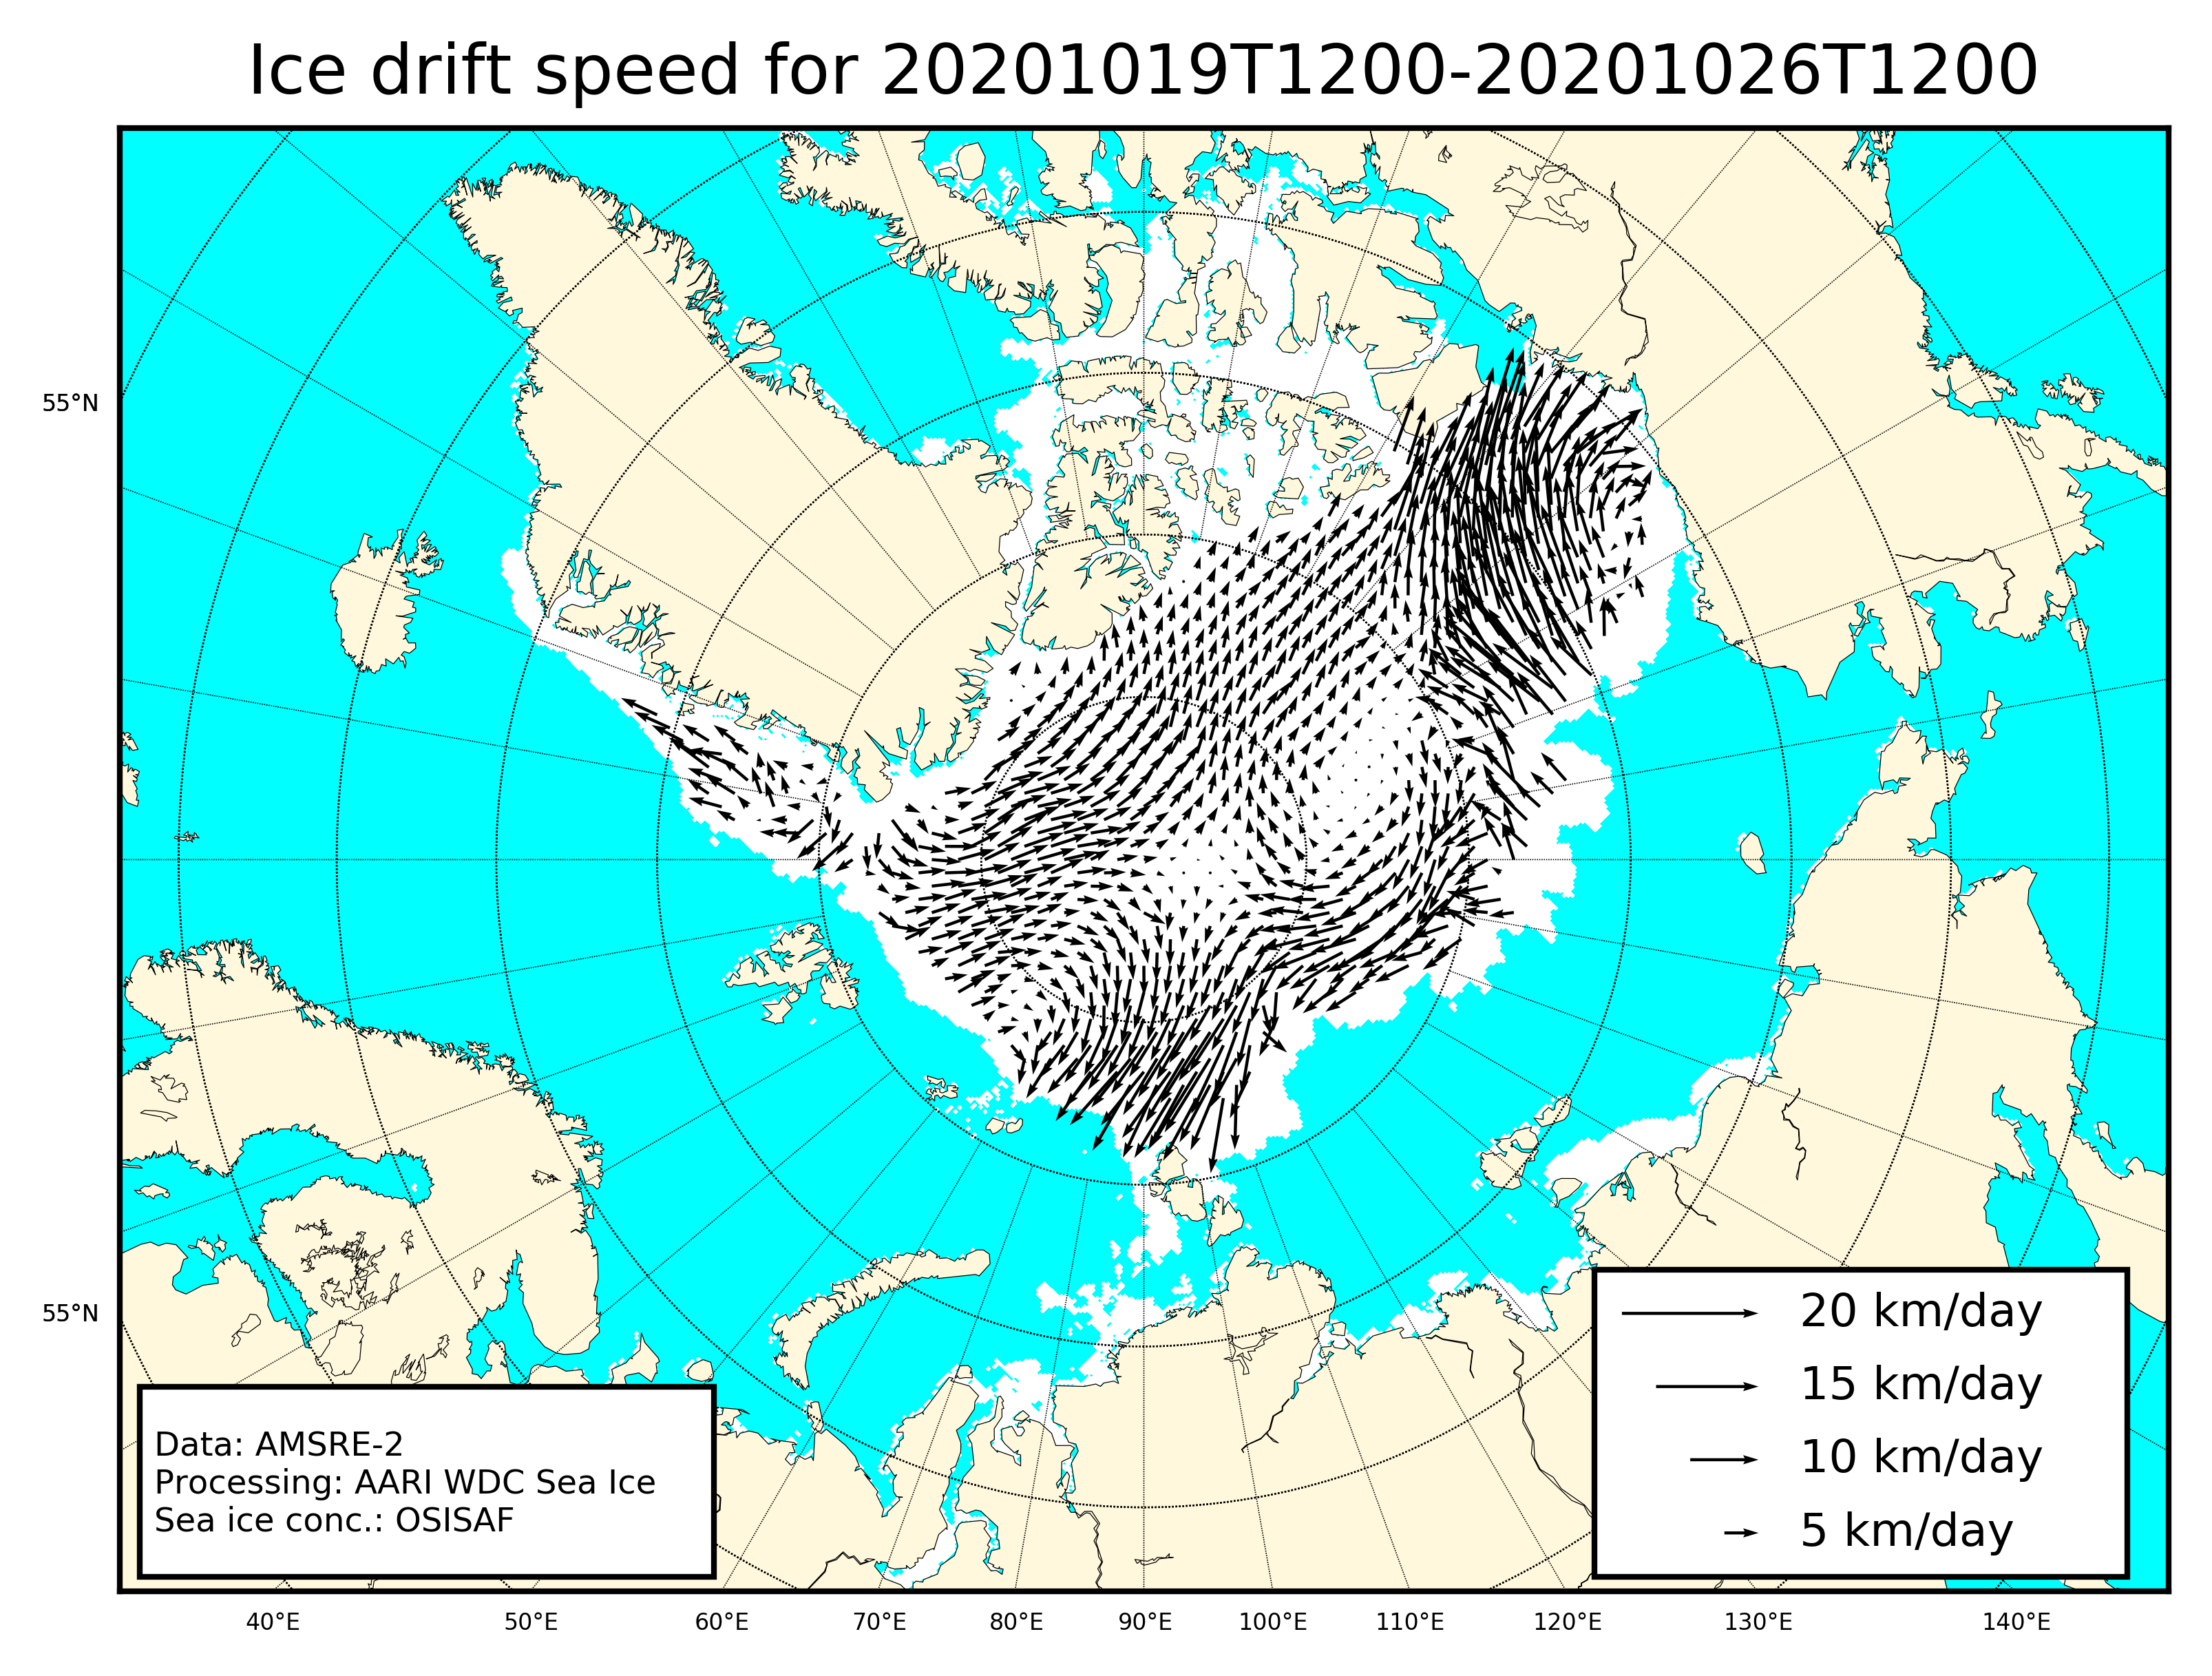 Ice drift speed for 20201019T1200-20201026T1200
55°N
55°N
20 km/day
15 km/day
10 km/day
5 km/day
Data: AMSRE-2
Processing: AARI WDC Sea Ice
Sea ice conc.: OSISAF
40°E 50°E 60°E 70°E 80°E 90°E 100°E 110°E 120°E 130°E 140°E